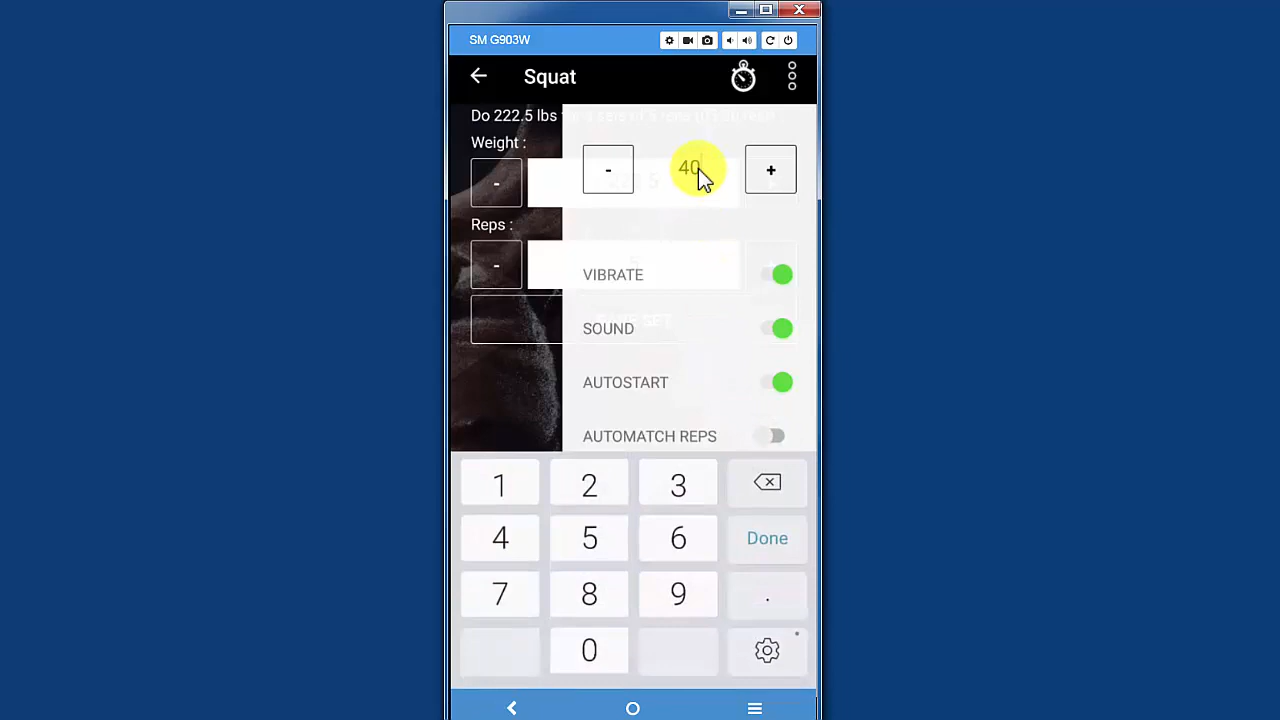 SM G903W
Squat
Do 222.5 lbs
Weight :
- 40 +
-
Reps :
VIBRATE
-
SOUND
AUTOSTART
AUTOMATCH REPS
1 2 3
4 5 6 Done
7 8 9 .
0